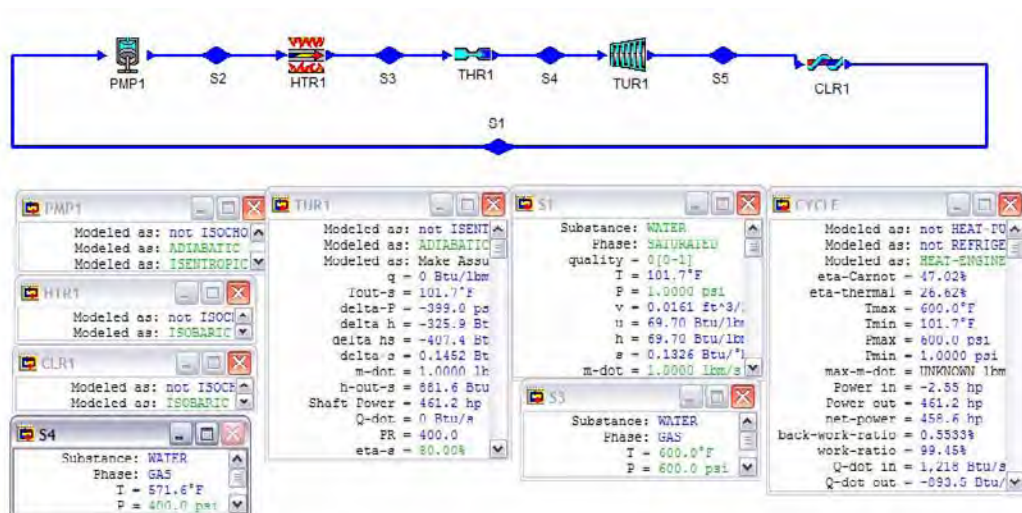 PMP1
S2
HTR1
S3
THR1
S4
TUR1
S5
CLR1
S1
PMP1
Modeled as: not ISOCHO
Modeled as: ADIABATIC
Modeled as: ISENTROPIC
HTR1
Modeled as: not ISOCH
Modeled as: ISOBARIC
CLR1
Modeled as: not ISOCH
Modeled as: ISOBARIC
S4
Substance: WATER
Phase: GAS
T = 571.6°F
P = 400.0 psi
TUR1
Modeled as: not ISENT
Modeled as: ADIABATIC
Modeled as: Make Assu
q = 0 Btu/lbm
Tout-s = 101.7°F
delta-P = -399.0 ps
delta h = -325.9 Bt
delta hs = -407.4 Bt
delta-s = 0.1452 Bt
m-dot = 1.0000 lb
h-out-s = 881.6 Btu
Shaft Power = 461.2 hp
Q-dot = 0 Btu/s
PR = 400.0
eta-s = 80.00%
S1
Substance: WATER
Phase: SATURATED
quality = 0[0-1]
T = 101.7°F
P = 1.0000 psi
v = 0.0161 ft^3/
u = 69.70 Btu/lbm
h = 69.70 Btu/lbm
s = 0.1326 Btu/°
m-dot = 1.0000 lbm/s
S3
Substance: WATER
Phase: GAS
T = 600.0°F
P = 600.0 psi
CYCLE
Modeled as: not HEAT-PU
Modeled as: not REFRIGE
Modeled as: HEAT-ENGINE
eta-Carnot = 47.02%
eta-thermal = 26.62%
Tmax = 600.0°F
Tmin = 101.7°F
Pmax = 600.0 psi
Pmin = 1.0000 psi
max-m-dot = UNKNOWN lbm
Power in = -2.55 hp
Power out = 461.2 hp
net-power = 458.6 hp
back-work-ratio = 0.5533%
work-ratio = 99.45%
Q-dot in = 1,218 Btu/s
Q-dot out = -893.5 Btu/